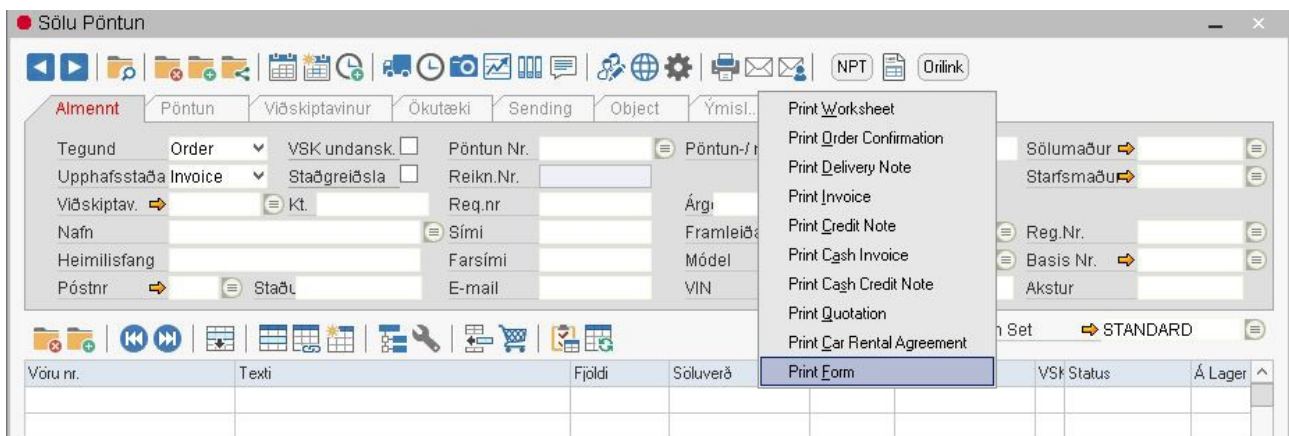 Sölu Pöntun
NPT Orilink
Almennt Pöntun Viðskiptavinur Ökutæki Sending Object Ýmisl...
Print Worksheet
Print Order Confirmation
Print Delivery Note
Print Invoice
Print Credit Note
Print Cash Invoice
Print Cash Credit Note
Print Quotation
Print Car Rental Agreement
Print Form
Tegund Order VSK undansk. Pöntun Nr. Pöntun-/ Sölumaður
Upphafsstaða Invoice Staðgreiðsla Reikn.Nr. Starfsmaður
Viðskiptav. Kt. Req.nr
Nafn Sími Reg.Nr.
Heimilisfang Farsími Módel Basis Nr.
Póstnr E-mail VIN Akstur
Set STANDARD
Vöru nr. Texti Fjöldi Söluverð VSK Status Á Lager